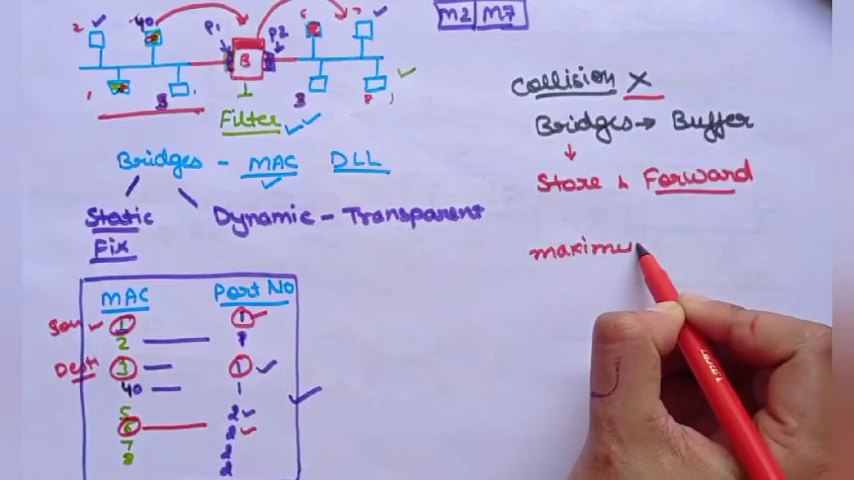 M2 M7
2 40 6 7
P1 B P2
1 3 3 8
Filter
Bridges - MAC DLL
Static Dynamic - Transparent
Fix
MAC Port No
Sou 1 1
2 1
Dest 3 1
40 1
5 2
6 2
7 2
8 2
Collision X
Bridges → Buffer
Store & Forward
maximu